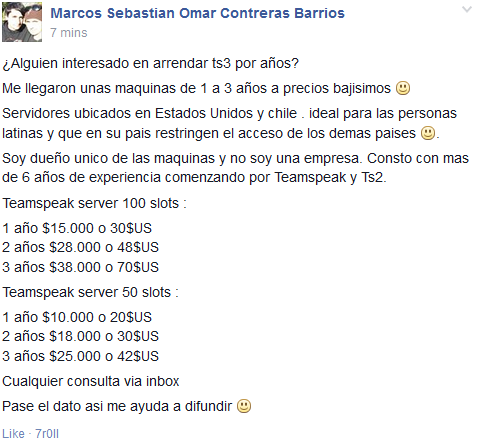 Marcos Sebastian Omar Contreras Barrios
7 mins
¿Alguien interesado en arrendar ts3 por años?
Me llegaron unas maquinas de 1 a 3 años a precios bajisimos
Servidores ubicados en Estados Unidos y chile . ideal para las personas
latinas y que en su pais restringen el acceso de los demas paises .
Soy dueño unico de las maquinas y no soy una empresa. Consto con mas
de 6 años de experiencia comenzando por Teamspeak y Ts2.
Teamspeak server 100 slots :
1 año $15.000 o 30$US
2 años $28.000 o 48$US
3 años $38.000 o 70$US
Teamspeak server 50 slots :
1 año $10.000 o 20$US
2 años $18.000 o 30$US
3 años $25.000 o 42$US
Cualquier consulta via inbox
Pase el dato asi me ayuda a difundir
Like · 7r0ll